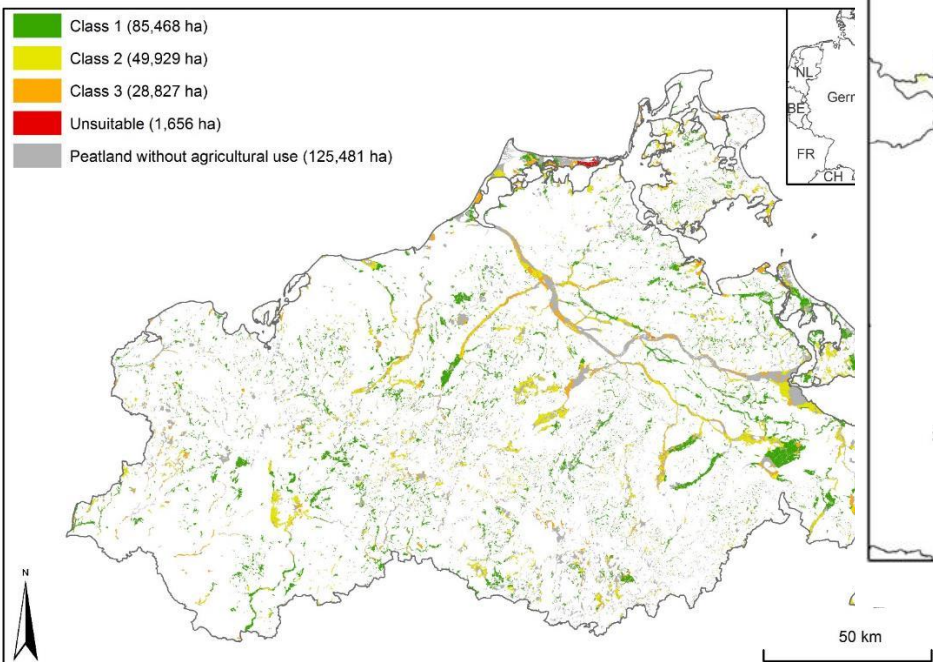 Class 1 (85,468 ha)
Class 2 (49,929 ha)
Class 3 (28,827 ha)
Unsuitable (1,656 ha)
Peatland without agricultural use (125,481 ha)
NL
Gern
BE
FR
CH
N
50 km